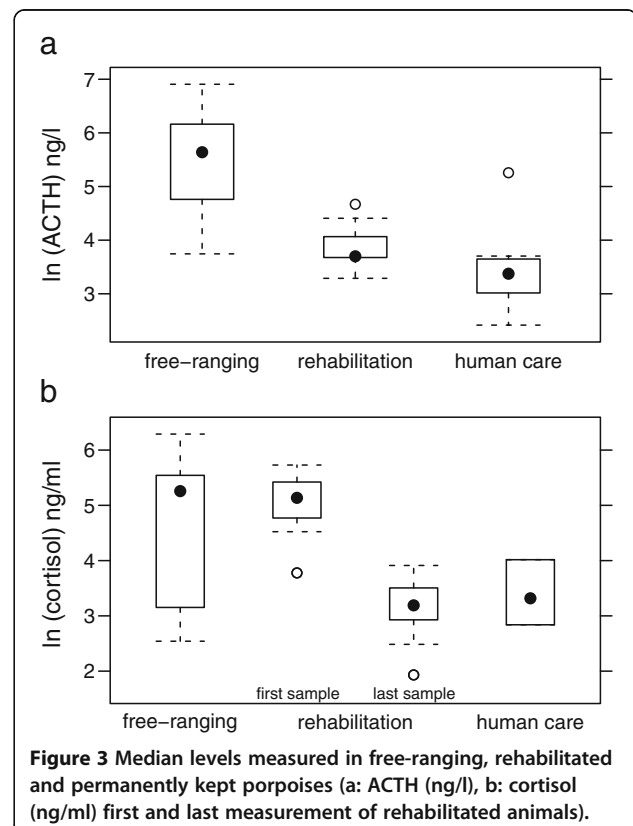 a
ln (ACTH) ng/l
7
6
5
4
3
free−ranging rehabilitation human care
b
ln (cortisol) ng/ml
6
5
4
3
2
first sample last sample
free−ranging rehabilitation human care
Figure 3 Median levels measured in free-ranging, rehabilitated
and permanently kept porpoises (a: ACTH (ng/l), b: cortisol
(ng/ml) first and last measurement of rehabilitated animals).